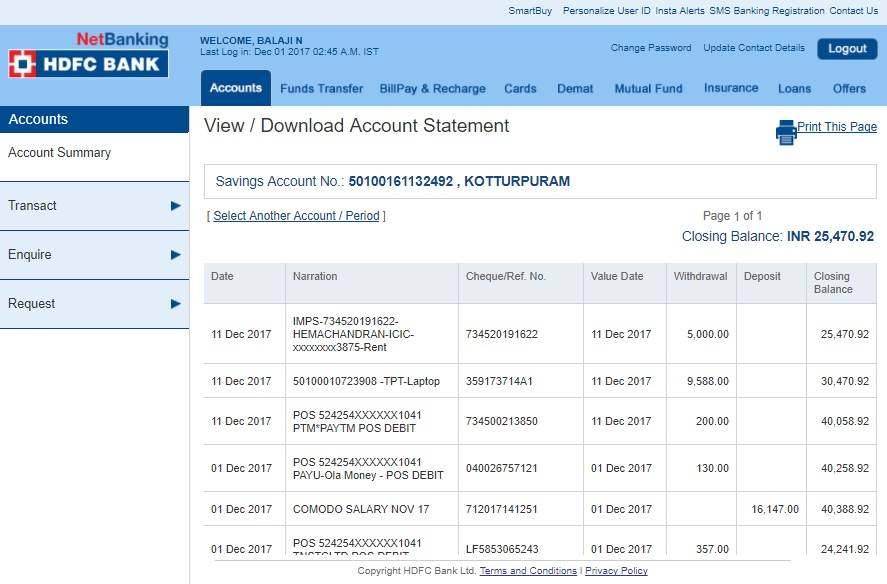 SmartBuy Personalize User ID Insta Alerts SMS Banking Registration Contact Us
NetBanking
HDFC BANK
WELCOME, BALAJI N
Last Log in: Dec 01 2017 02:45 A.M. IST
Change Password Update Contact Details Logout
Accounts Funds Transfer BillPay & Recharge Cards Demat Mutual Fund Insurance Loans Offers
Accounts
Account Summary
Transact
Enquire
Request
View / Download Account Statement
Print This Page
Savings Account No.: 50100161132492 , KOTTURPURAM
[ Select Another Account / Period ]
Page 1 of 1
Closing Balance: INR 25,470.92
Date Narration Cheque/Ref. No. Value Date Withdrawal Deposit Closing
Balance
IMPS-734520191622-
11 Dec 2017 HEMACHANDRAN-ICIC- 734520191622 11 Dec 2017 5,000.00 25,470.92
xxxxxxxx3875-Rent
11 Dec 2017 50100010723908 -TPT-Laptop 359173714A1 11 Dec 2017 9,588.00 30,470.92
POS 524254XXXXXX1041
11 Dec 2017 734500213850 11 Dec 2017 200.00 40,058.92
PTM*PAYTM POS DEBIT
POS 524254XXXXXX1041
01 Dec 2017 040026757121 01 Dec 2017 130.00 40,258.92
PAYU-Ola Money - POS DEBIT
01 Dec 2017 COMODO SALARY NOV 17 712017141251 01 Dec 2017 16,147.00 40,388.92
POS 524254XXXXXX1041
01 Dec 2017 LF5853065243 01 Dec 2017 357.00 24,241.92
POS DEBIT
Copyright HDFC Bank Ltd. Terms and Conditions I Privacy Policy